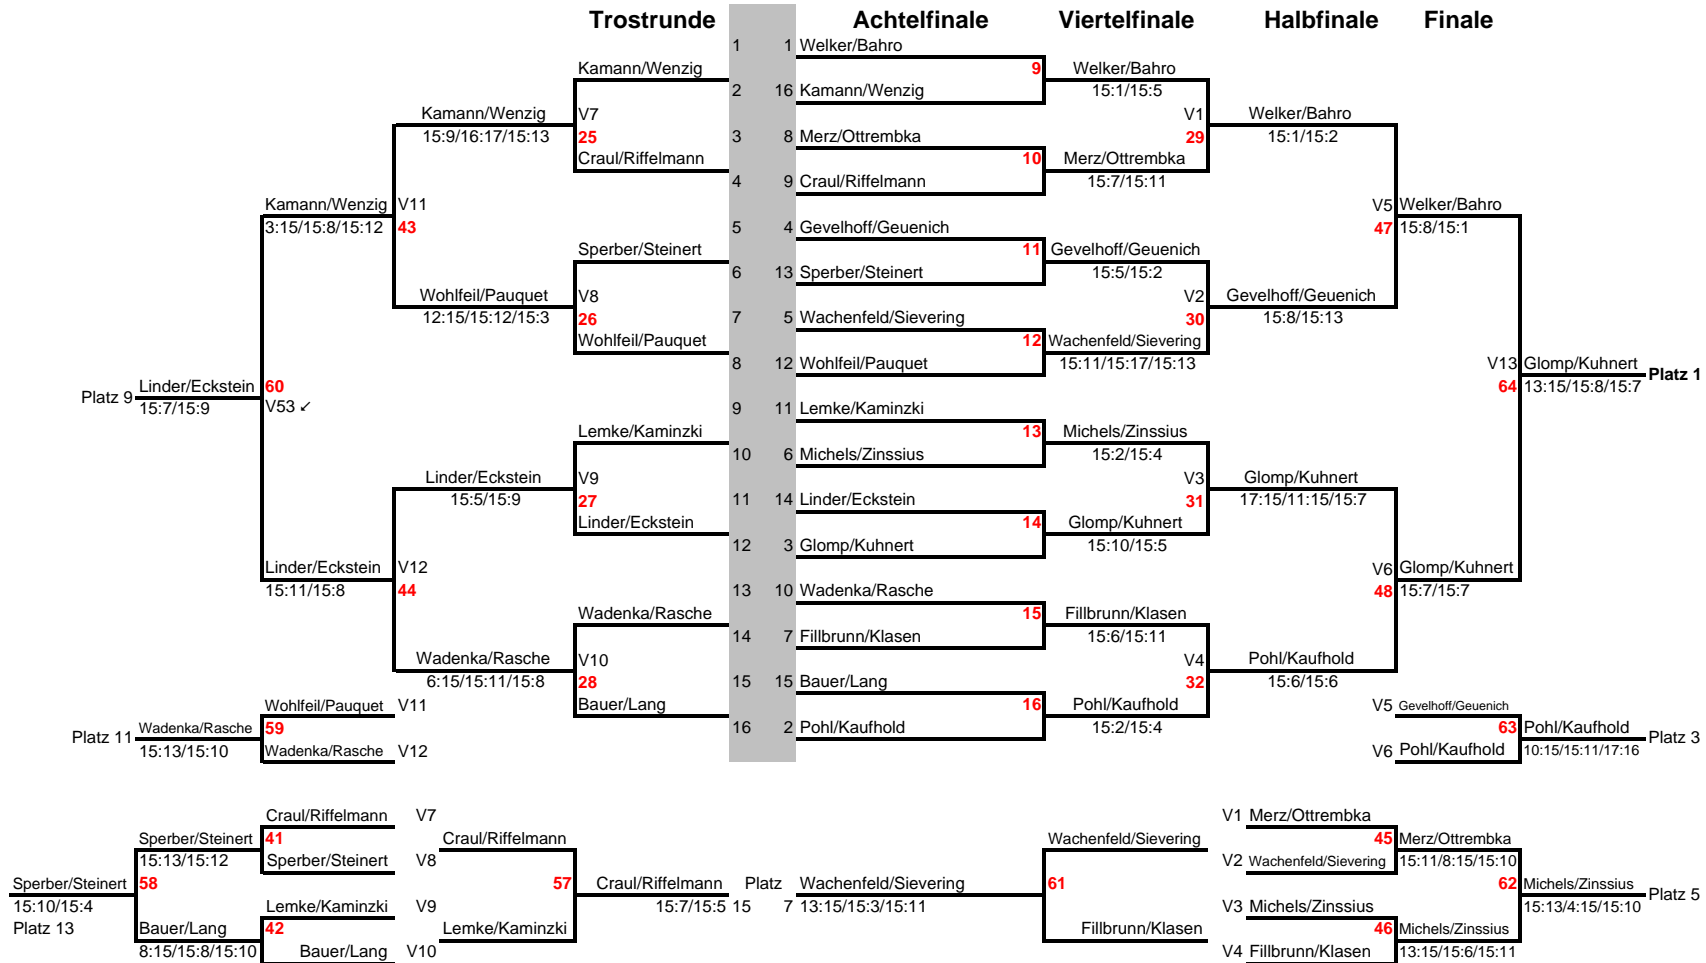 Trostrunde Achtelfinale Viertelfinale Halbfinale Finale
1 1 Welker/Bahro
Kamann/Wenzig 9 Welker/Bahro
2 16 Kamann/Wenzig 15:1/15:5
Kamann/Wenzig V7 V1 Welker/Bahro
15:9/16:17/15:13 25 3 8 Merz/Ottrembka 29 15:1/15:2
Craul/Riffelmann 10 Merz/Ottrembka
4 9 Craul/Riffelmann 15:7/15:11
Kamann/Wenzig V11 V5 Welker/Bahro
3:15/15:8/15:12 43 5 4 Gevelhoff/Geuenich 47 15:8/15:1
Sperber/Steinert 11 Gevelhoff/Geuenich
6 13 Sperber/Steinert 15:5/15:2
Wohlfeil/Pauquet V8 V2 Gevelhoff/Geuenich
12:15/15:12/15:3 26 7 5 Wachenfeld/Sievering 30 15:8/15:13
Wohlfeil/Pauquet 12 Wachenfeld/Sievering
8 12 Wohlfeil/Pauquet 15:11/15:17/15:13 V13 Glomp/Kuhnert
Platz 9 Linder/Eckstein 60 64 13:15/15:8/15:7 Platz 1
15:7/15:9 V53 ↙ 9 11 Lemke/Kaminzki
Lemke/Kaminzki 13 Michels/Zinssius
10 6 Michels/Zinssius 15:2/15:4
Linder/Eckstein V9 V3 Glomp/Kuhnert
15:5/15:9 27 11 14 Linder/Eckstein 31 17:15/11:15/15:7
Linder/Eckstein 14 Glomp/Kuhnert
12 3 Glomp/Kuhnert 15:10/15:5
Linder/Eckstein V12 V6 Glomp/Kuhnert
15:11/15:8 44 13 10 Wadenka/Rasche 48 15:7/15:7
Wadenka/Rasche 15 Fillbrunn/Klasen
14 7 Fillbrunn/Klasen 15:6/15:11
Wadenka/Rasche V10 V4 Pohl/Kaufhold
6:15/15:11/15:8 28 15 15 Bauer/Lang 32 15:6/15:6
Wohlfeil/Pauquet V11 Bauer/Lang 16 Pohl/Kaufhold V5 Gevelhoff/Geuenich
Platz 11 Wadenka/Rasche 59 16 2 Pohl/Kaufhold 15:2/15:4 63 Pohl/Kaufhold Platz 3
15:13/15:10 Wadenka/Rasche V12 V6 Pohl/Kaufhold 10:15/15:11/17:16
Craul/Riffelmann V7 V1 Merz/Ottrembka
Sperber/Steinert 41 Craul/Riffelmann Wachenfeld/Sievering 45 Merz/Ottrembka
15:13/15:12 Sperber/Steinert V8 V2 Wachenfeld/Sievering 15:11/8:15/15:10
Sperber/Steinert 58 57 Craul/Riffelmann Platz Wachenfeld/Sievering 61 62 Michels/Zinssius Platz 5
15:10/15:4 Lemke/Kaminzki V9 15:7/15:5 15 7 13:15/15:3/15:11 V3 Michels/Zinssius 15:13/4:15/15:10
Platz 13 Bauer/Lang 42 Lemke/Kaminzki Fillbrunn/Klasen 46 Michels/Zinssius
8:15/15:8/15:10 Bauer/Lang V10 V4 Fillbrunn/Klasen 13:15/15:6/15:11